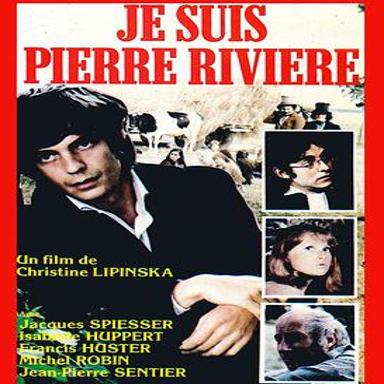 JE SUIS
PIERRE RIVIERE
Un film de
Christine LIPINSKA
Avec
Jacques SPIESSER
Isabelle HUPPERT
Francis HUSTER
Michel ROBIN
Jean-Pierre SENTIER